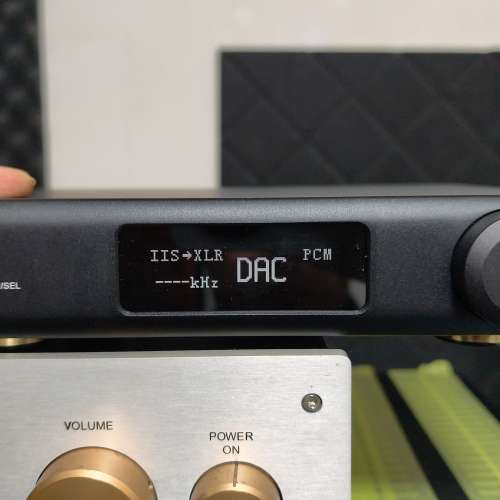 IIS→XLR PCM
----kHz DAC
/SEL
VOLUME
POWER
ON